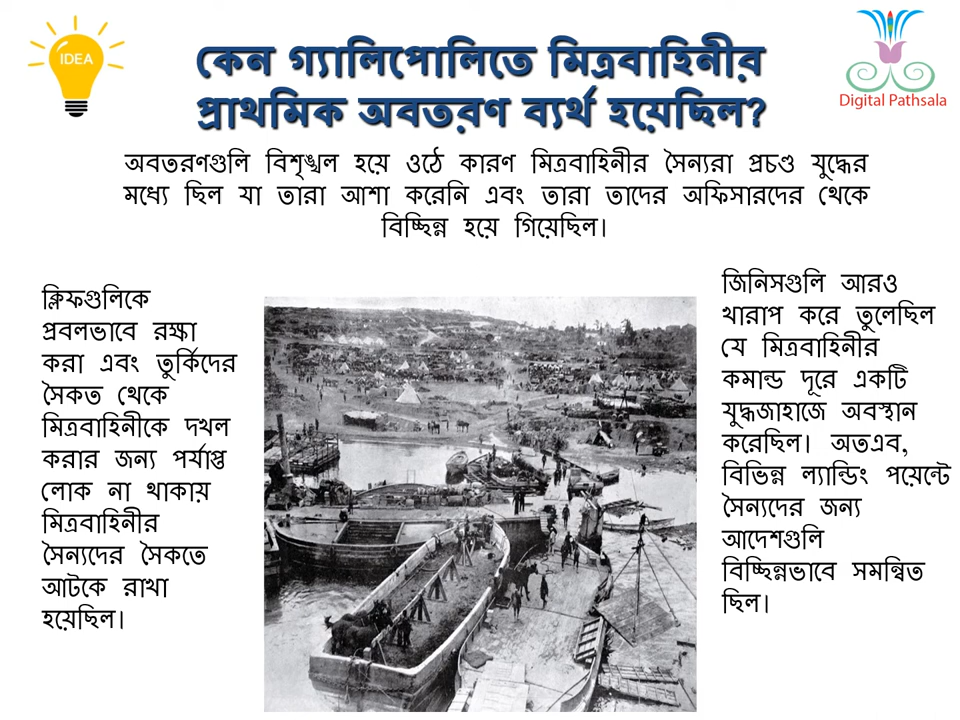 IDEA
কেন গ্যালিপোলিতে মিত্রবাহিনীর
প্রাথমিক অবতরণ ব্যর্থ হয়েছিল?
Digital Pathsala
অবতরণগুলি বিশৃঙ্খল হয়ে ওঠে কারণ মিত্রবাহিনীর সৈন্যরা প্রচণ্ড যুদ্ধের
মধ্যে ছিল যা তারা আশা করেনি এবং তারা তাদের অফিসারদের থেকে
বিচ্ছিন্ন হয়ে গিয়েছিল।
ক্লিফগুলিকে
প্রবলভাবে রক্ষা
করা এবং তুর্কিদের
সৈকত থেকে
মিত্রবাহিনীকে দখল
করার জন্য পর্যাপ্ত
লোক না থাকায়
মিত্রবাহিনীর
সৈন্যদের সৈকতে
আটকে রাখা
হয়েছিল।
জিনিসগুলি আরও
খারাপ করে তুলেছিল
যে মিত্রবাহিনীর
কমান্ড দূরে একটি
যুদ্ধজাহাজে অবস্থান
করেছিল। অতএব,
বিভিন্ন ল্যান্ডিং পয়েন্টে
সৈন্যদের জন্য
আদেশগুলি
বিচ্ছিন্নভাবে সমন্বিত
ছিল।